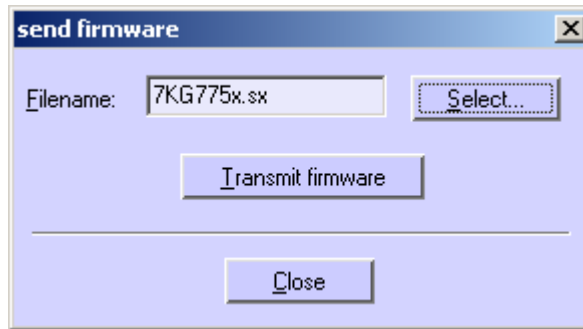 send firmware
Filename: 7KG775x.sx Select...
Transmit firmware
Close